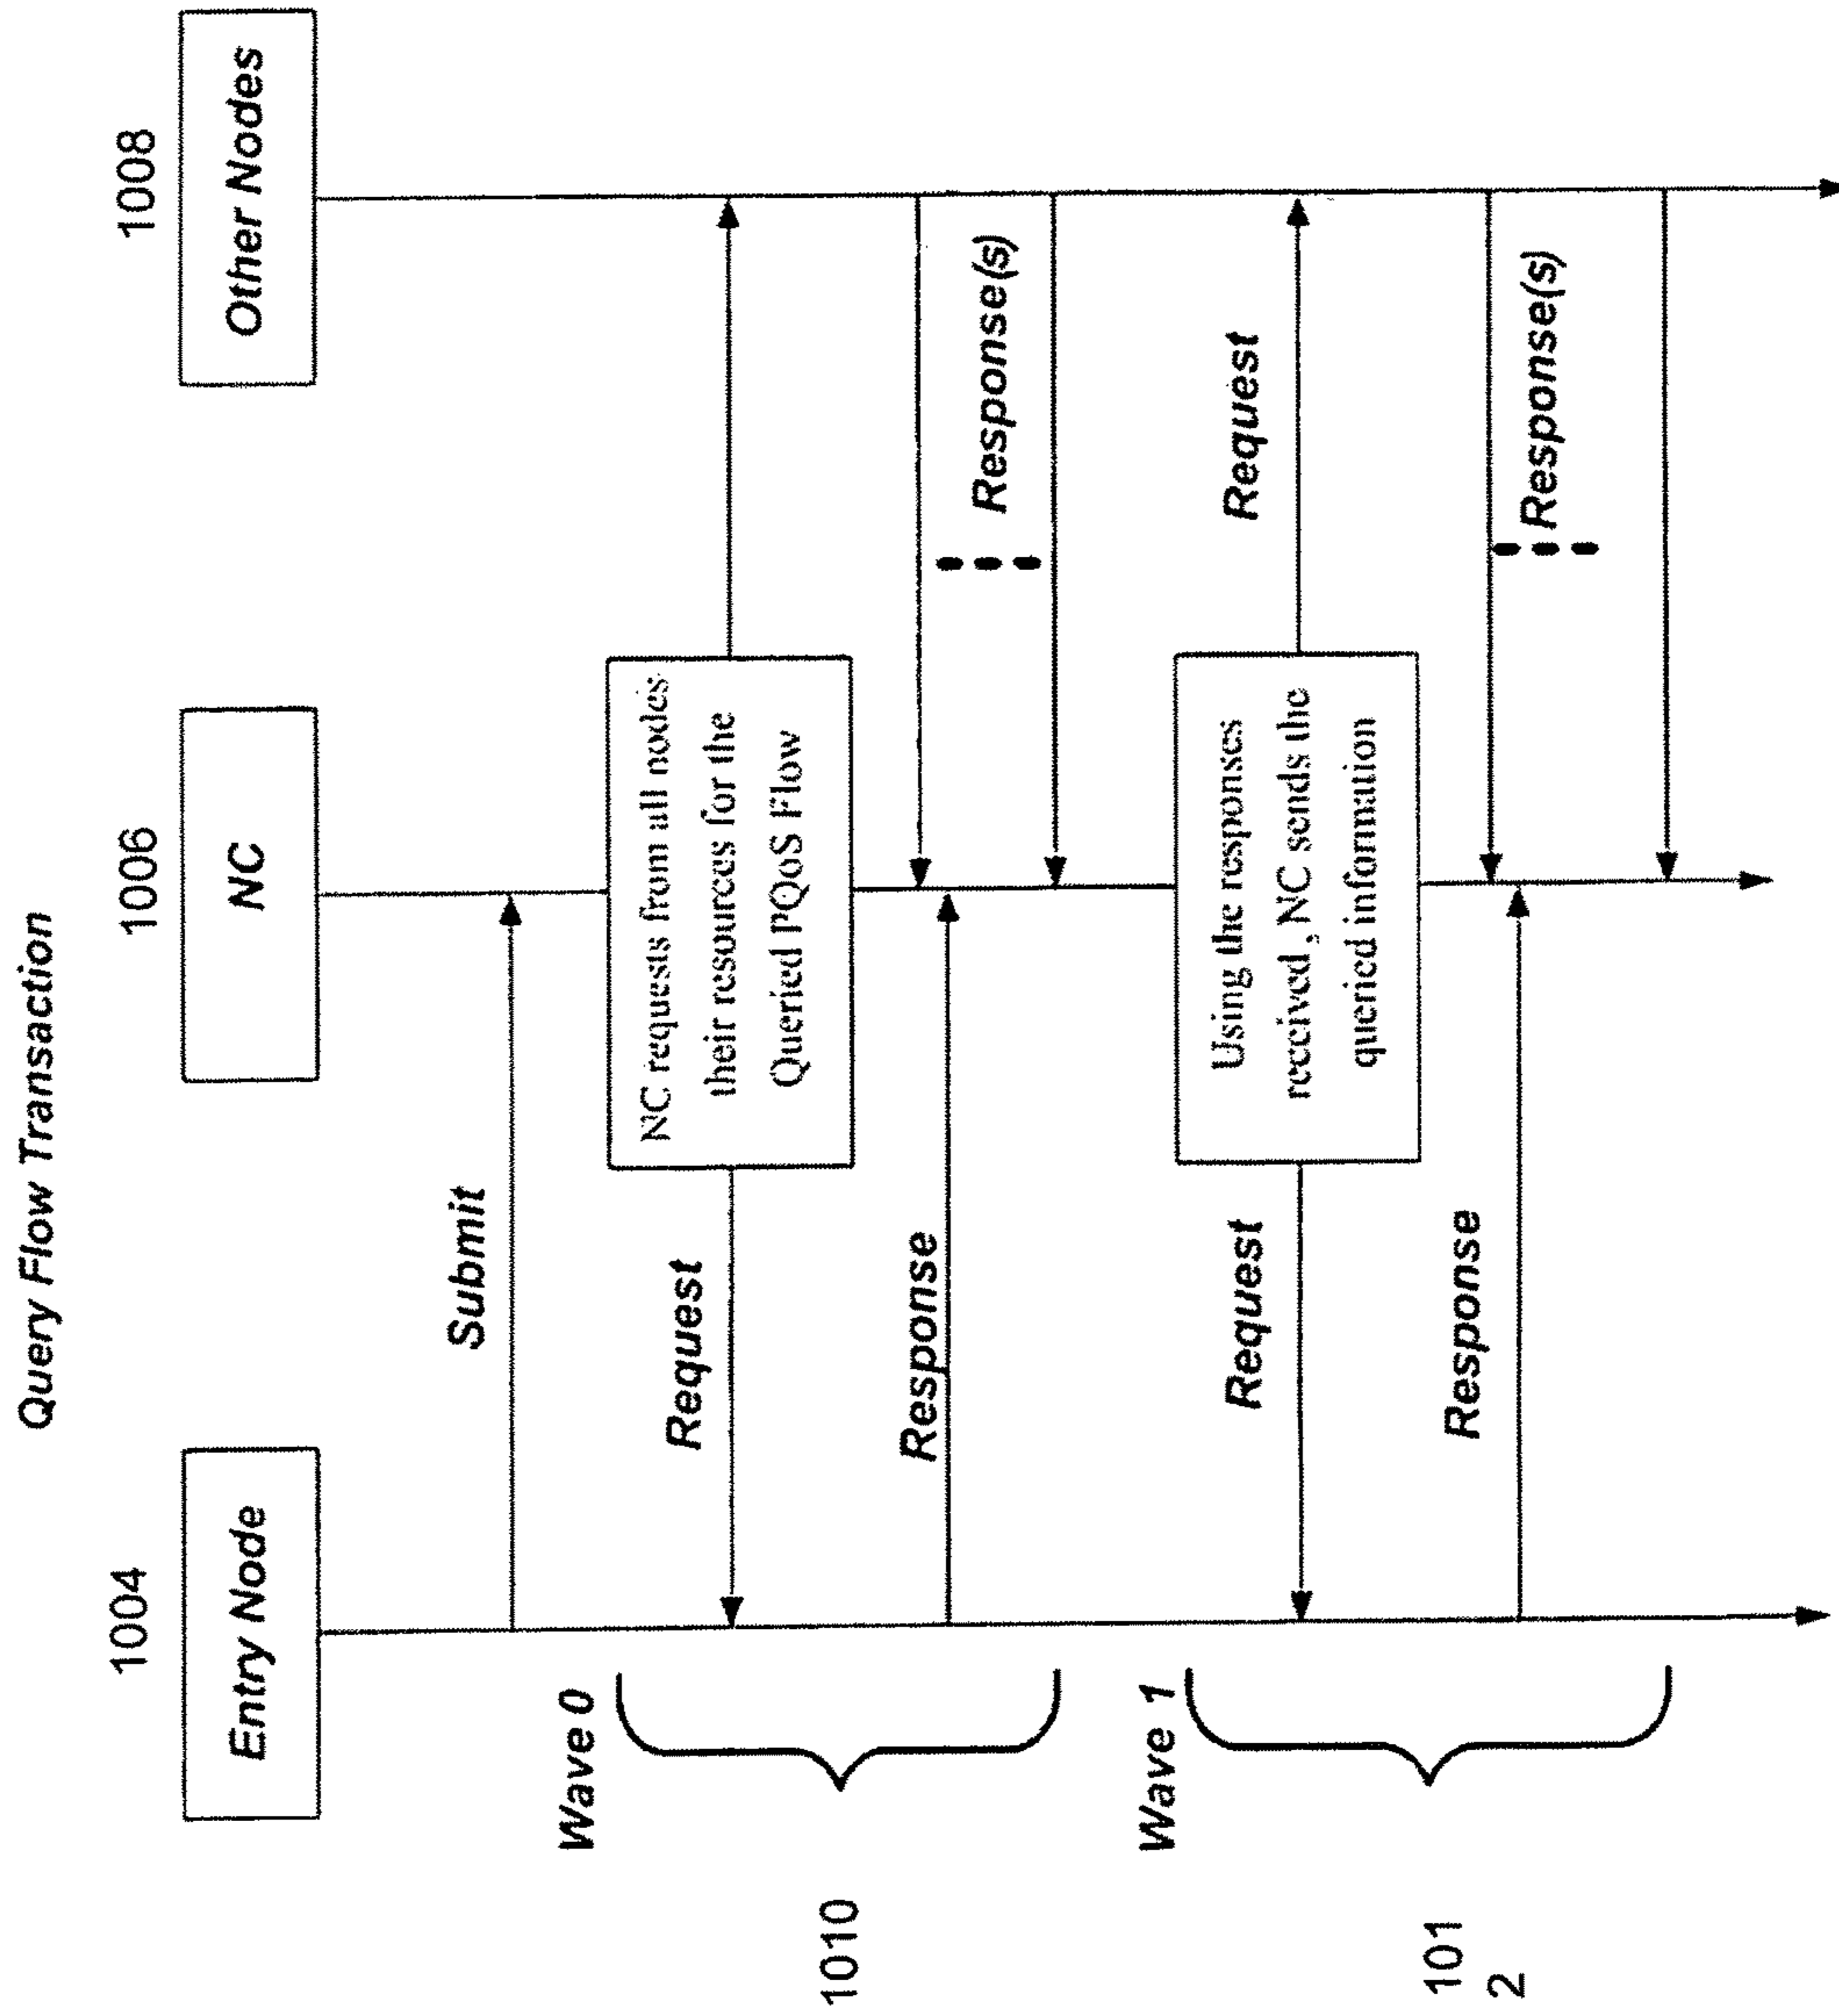 Query Flow Transaction
1004
1006
1008
Entry Node
NC
Other Nodes
Submit
Wave 0
1010
NC requests from all nodes
their resources for the
Queried PQoS Flow
Request
Response
Response(s)
Wave 1
101
2
Using the responses
received, NC sends the
queried information
Request
Request
Response
Response(s)